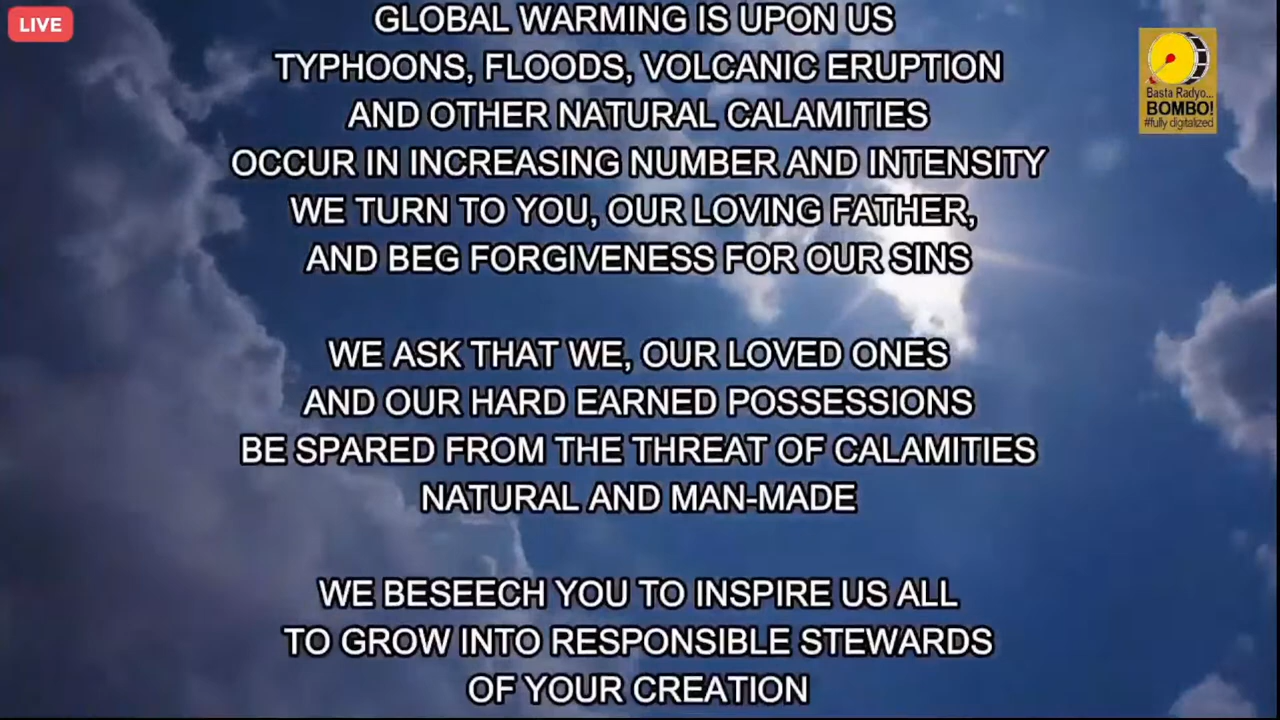 LIVE
GLOBAL WARMING IS UPON US
TYPHOONS, FLOODS, VOLCANIC ERUPTION
AND OTHER NATURAL CALAMITIES
OCCUR IN INCREASING NUMBER AND INTENSITY
WE TURN TO YOU, OUR LOVING FATHER,
AND BEG FORGIVENESS FOR OUR SINS
WE ASK THAT WE, OUR LOVED ONES
AND OUR HARD EARNED POSSESSIONS
BE SPARED FROM THE THREAT OF CALAMITIES
NATURAL AND MAN-MADE
WE BESEECH YOU TO INSPIRE US ALL
TO GROW INTO RESPONSIBLE STEWARDS
OF YOUR CREATION
Basta Radyo...
BOMBO!
#fully digitalized